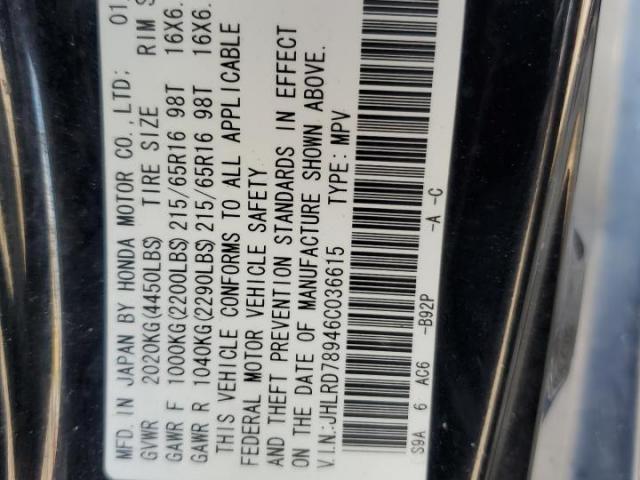 MFD. IN JAPAN BY HONDA MOTOR CO.,LTD; 01
GVWR 2020KG(4450LBS) TIRE SIZE RIM S
GAWR F 1000KG(2200LBS) 215/65R16 98T 16X6.
GAWR R 1040KG(2290LBS) 215/65R16 98T 16X6.
THIS VEHICLE CONFORMS TO ALL APPLICABLE
FEDERAL MOTOR VEHICLE SAFETY
AND THEFT PREVENTION STANDARDS IN EFFECT
ON THE DATE OF MANUFACTURE SHOWN ABOVE.
V.I.N.:JHLRD78946C036615 TYPE: MPV
S9A 6 AC6 -B92P -A -C